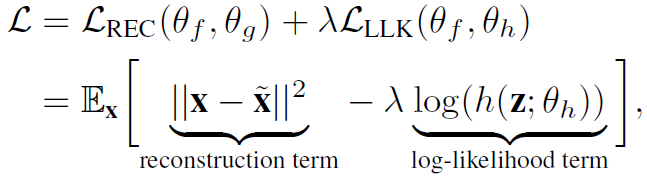 ℒ = ℒ_REC(θ_f, θ_g) + λℒ_LLK(θ_f, θ_h)
= 𝔼_𝐱 [ ||𝐱 − 𝐱̃||² − λ log(h(𝐳; θ_h)) ],
reconstruction term log-likelihood term